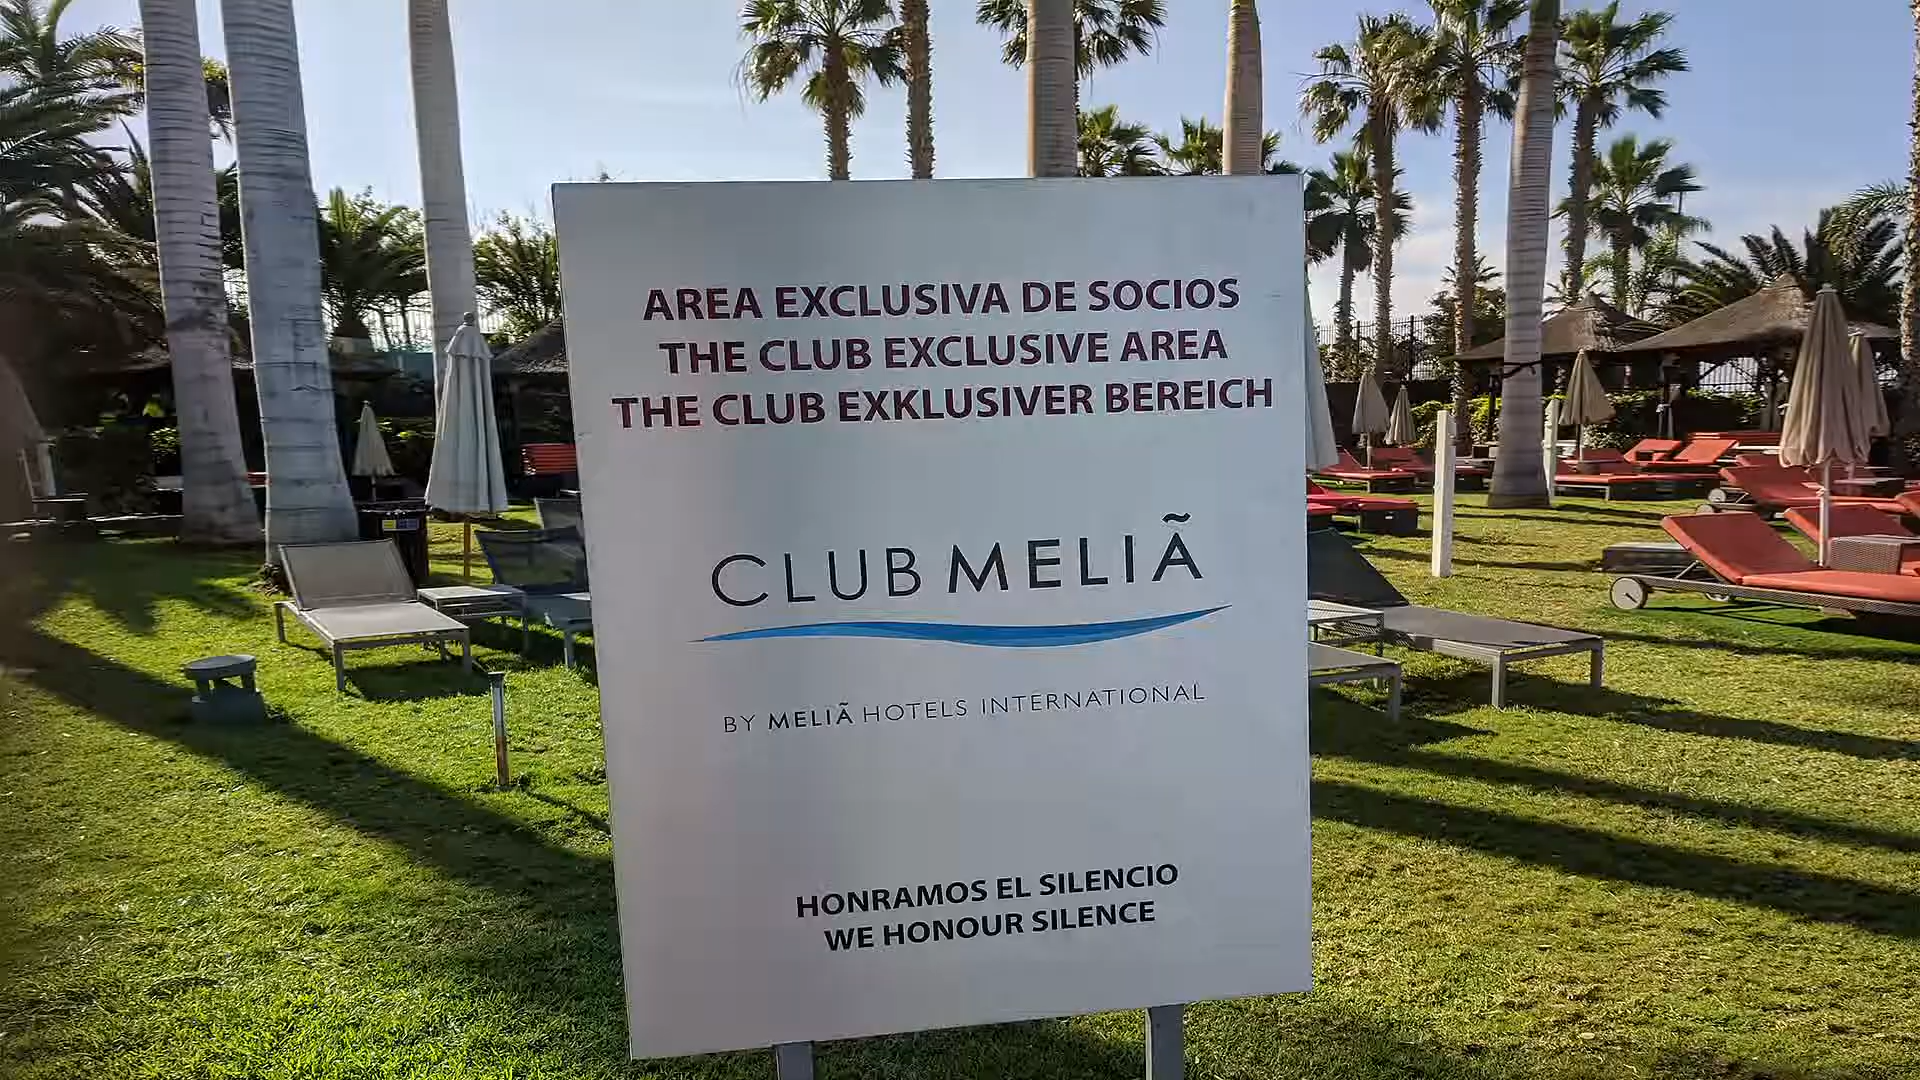 AREA EXCLUSIVA DE SOCIOS
THE CLUB EXCLUSIVE AREA
THE CLUB EXKLUSIVER BEREICH
CLUB MELIÃ
BY MELIÃ HOTELS INTERNATIONAL
HONRAMOS EL SILENCIO
WE HONOUR SILENCE